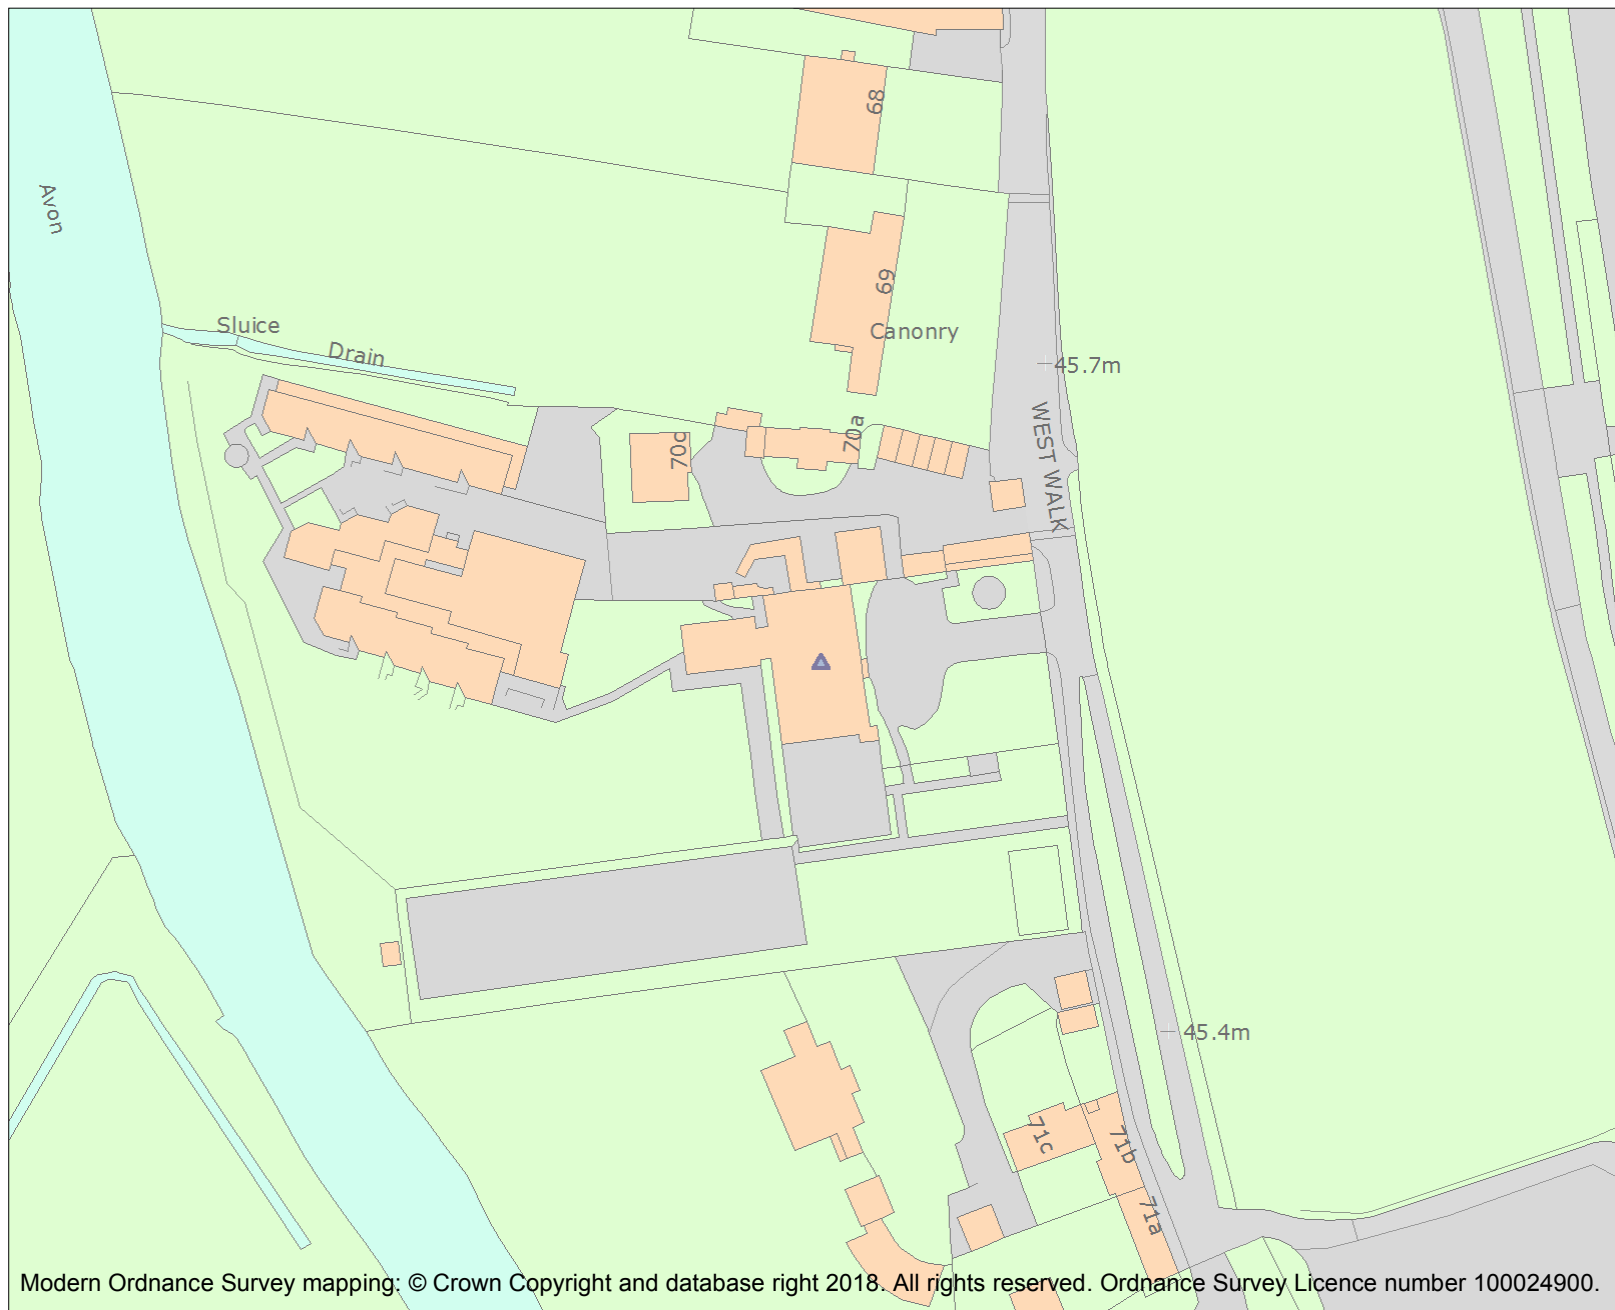 68
Avon
69
Sluice
Canonry
Drain
45.7m
70a
WEST WALK
70c
45.4m
71c
71b
71a
Modern Ordnance Survey mapping: © Crown Copyright and database right 2018. All rights reserved. Ordnance Survey Licence number 100024900.